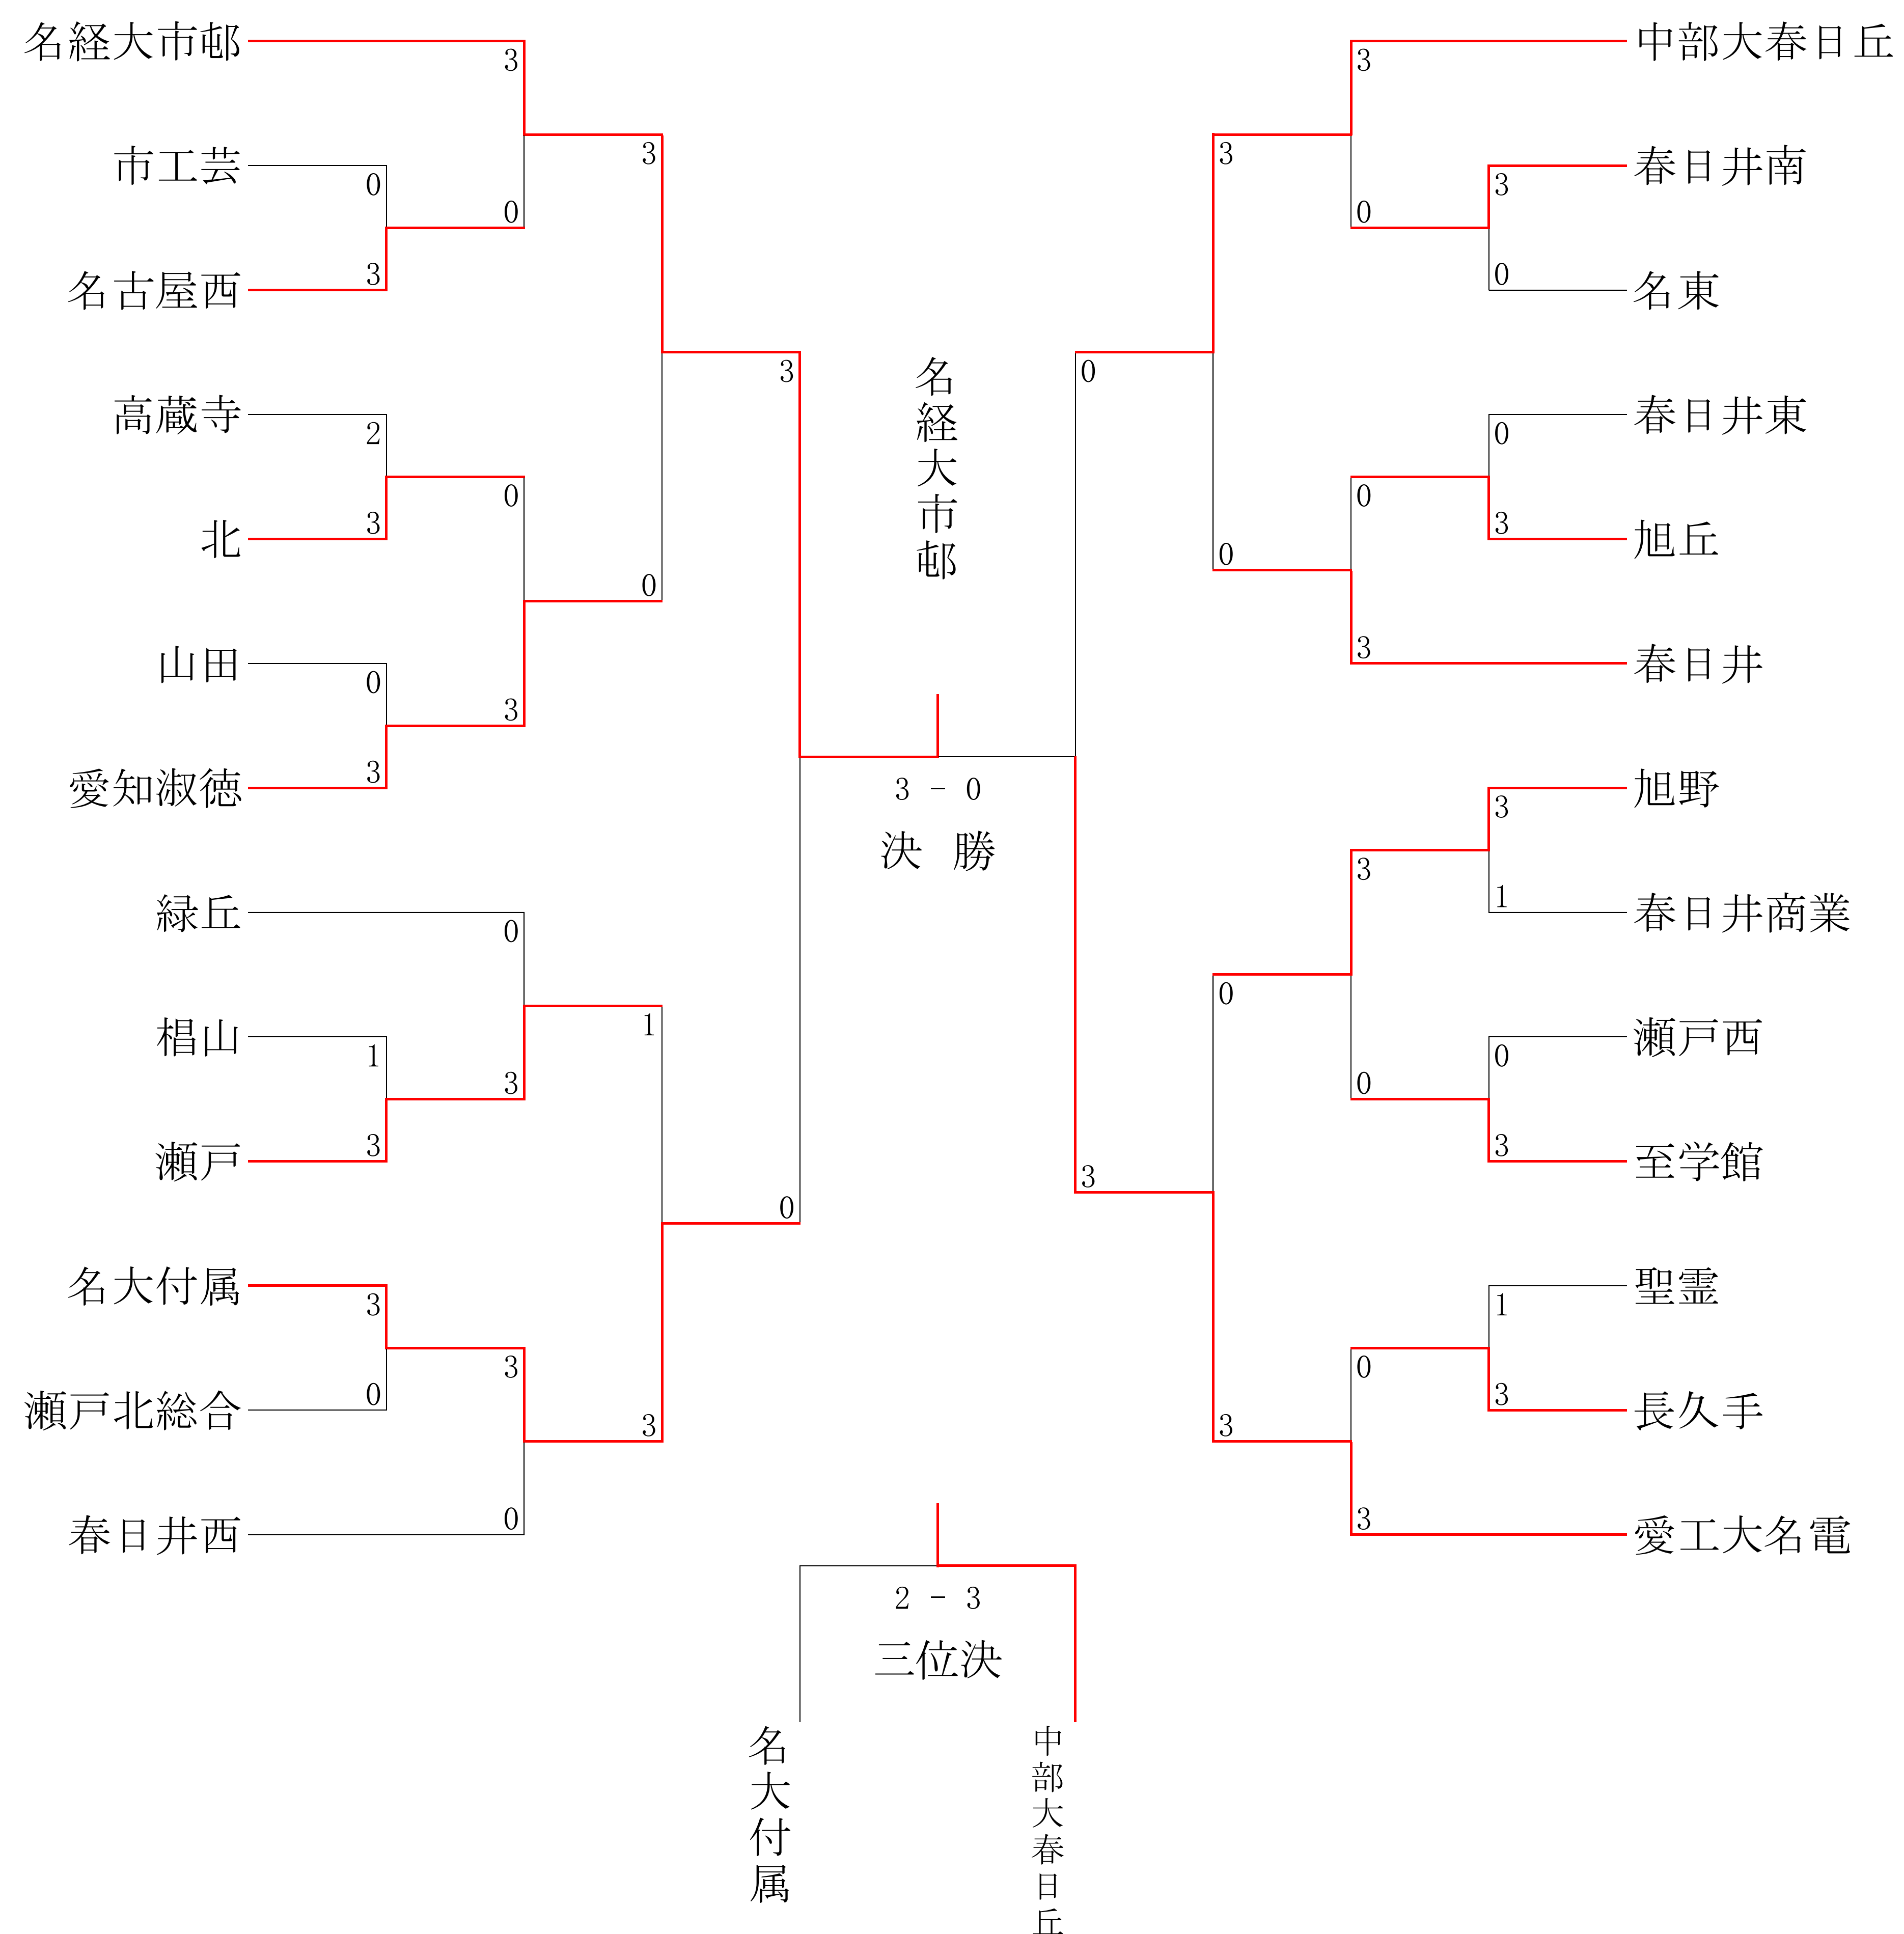 名経大市邨
3
市工芸
0
0
名古屋西
3
3
高蔵寺
2
北
3
0
0
山田
0
愛知淑徳
3
3
3
緑丘
0
椙山
1
瀬戸
3
3
1
名大付属
3
瀬戸北総合
0
3
春日井西
0
3
0
名経大市邨
3 - 0
決 勝
中部大春日丘
3
春日井南
3
0
名東
0
3
春日井東
0
旭丘
3
0
春日井
3
0
0
旭野
3
春日井商業
1
3
瀬戸西
0
至学館
3
0
0
聖霊
1
長久手
3
0
愛工大名電
3
3
3
2 - 3
三位決
名大付属
中部大春日丘